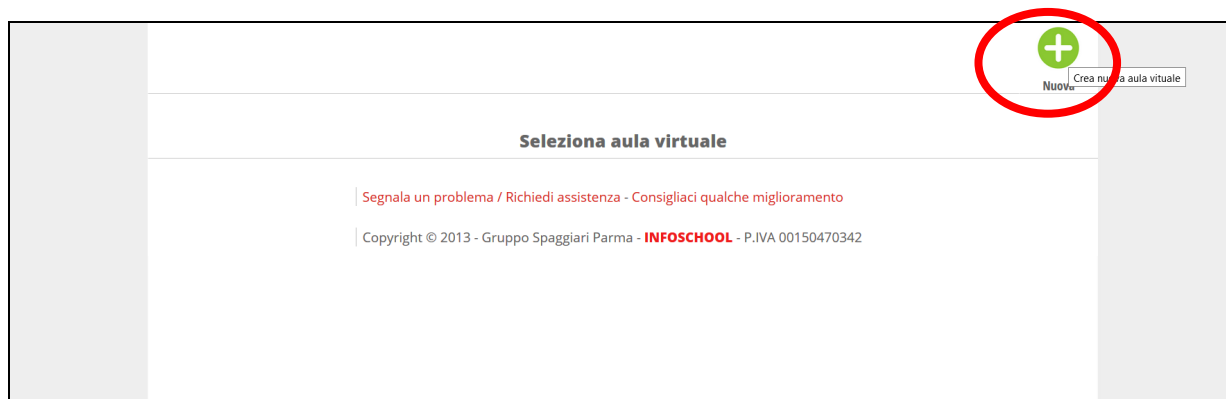 Crea nuova aula vituale
Nuova
Seleziona aula virtuale
Segnala un problema / Richiedi assistenza - Consigliaci qualche miglioramento
Copyright © 2013 - Gruppo Spaggiari Parma - INFOSCHOOL - P.IVA 00150470342